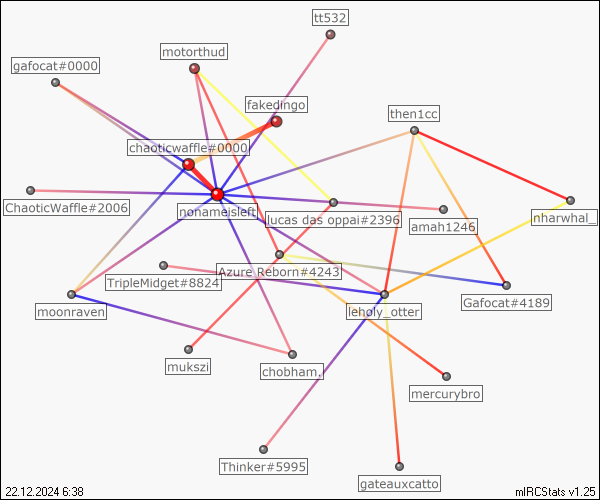 tt532
motorthud
gafocat#0000
fakedingo
then1cc
chaoticwaffle#0000
ChaoticWaffle#2006
nonameisleft
lucas das oppai#2396
amah1246
nharwhal_
Azure Reborn#4243
TripleMidget#8824
moonraven
leholy_otter
Gafocat#4189
mukszi
chobham.
mercurybro
Thinker#5995
gateauxcatto
22.12.2024 6:38
mIRCStats v1.25